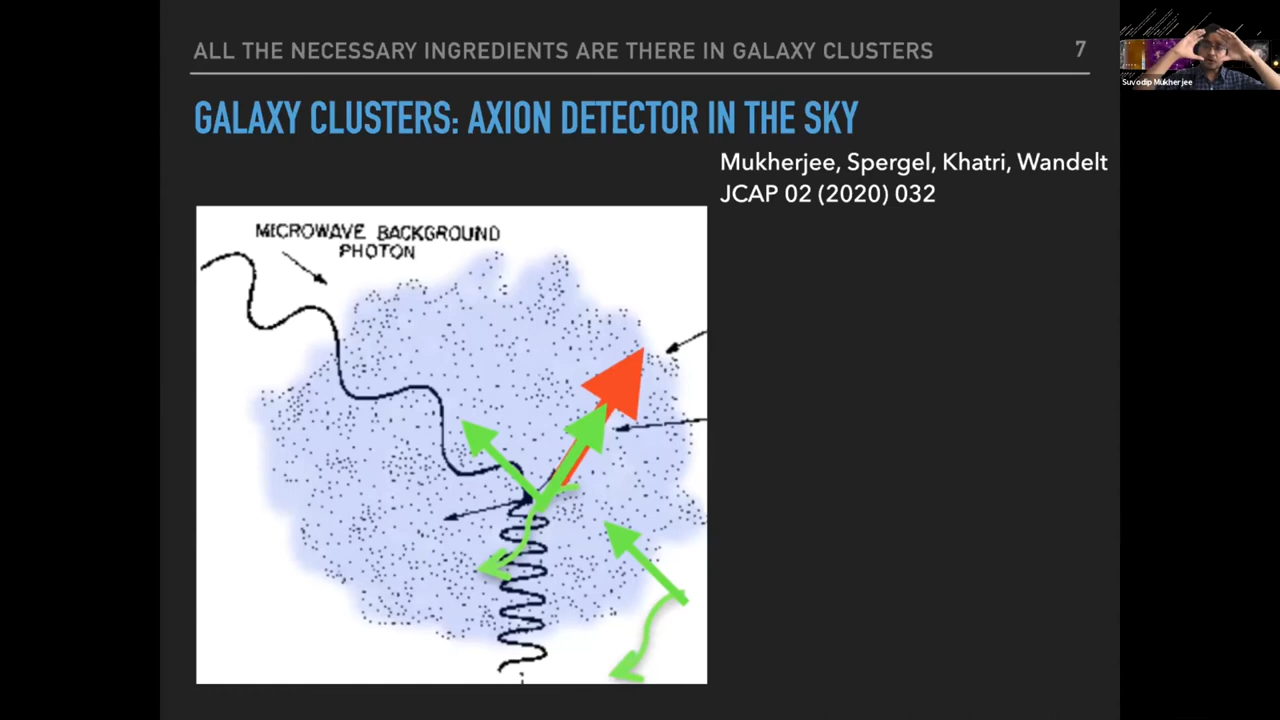 ALL THE NECESSARY INGREDIENTS ARE THERE IN GALAXY CLUSTERS
7
GALAXY CLUSTERS: AXION DETECTOR IN THE SKY
Mukherjee, Spergel, Khatri, Wandelt
JCAP 02 (2020) 032
MICROWAVE BACKGROUND
PHOTON
Suvodip Mukherjee